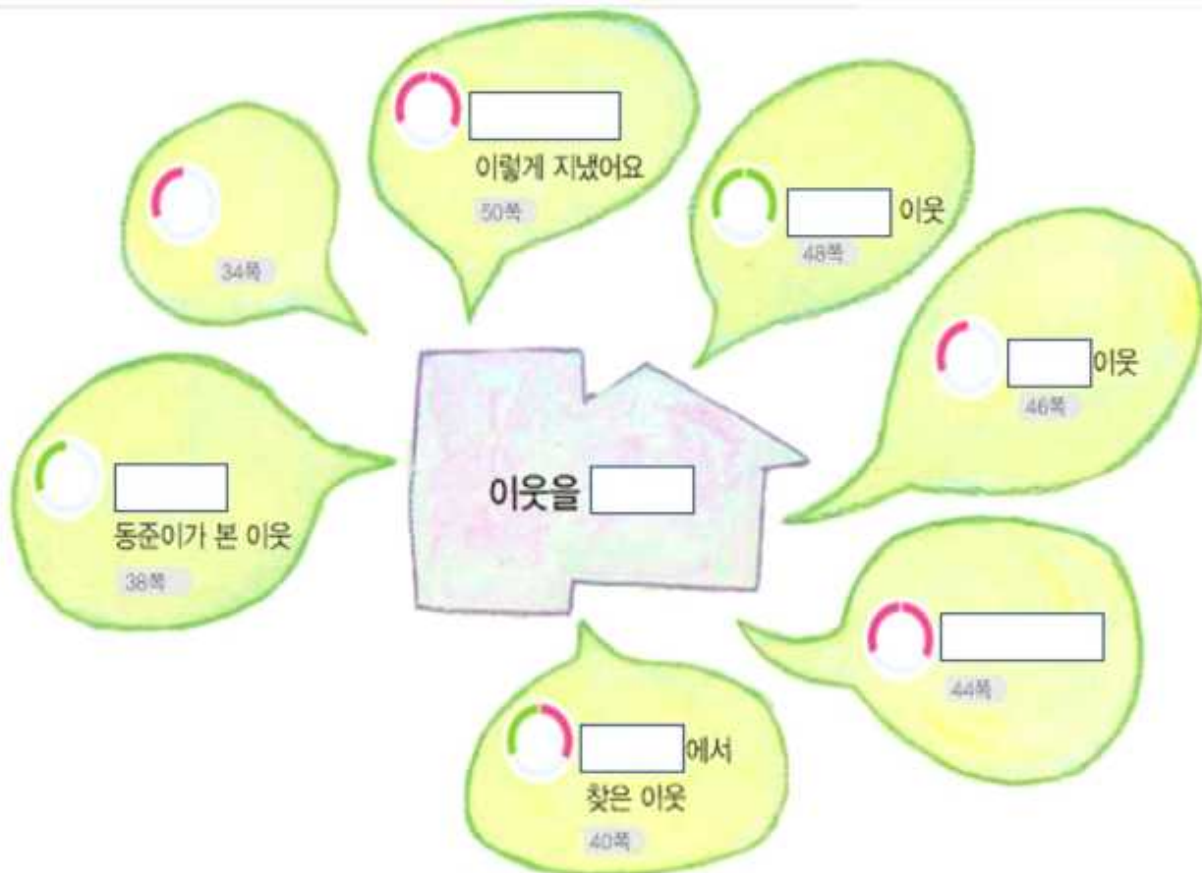 이렇게 지냈어요
50쪽
34쪽
이웃
48쪽
이웃
46쪽
동준이가 본 이웃
38쪽
이웃을
44쪽
에서
찾은 이웃
40쪽